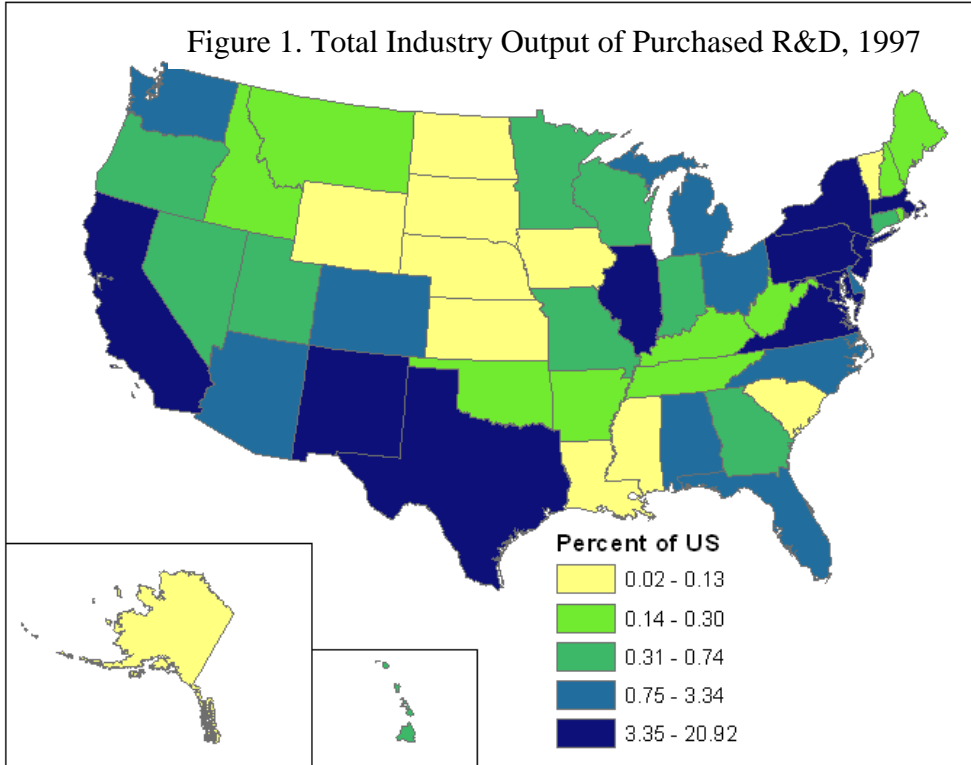 Figure 1. Total Industry Output of Purchased R&D, 1997
Percent of US
0.02 - 0.13
0.14 - 0.30
0.31 - 0.74
0.75 - 3.34
3.35 - 20.92